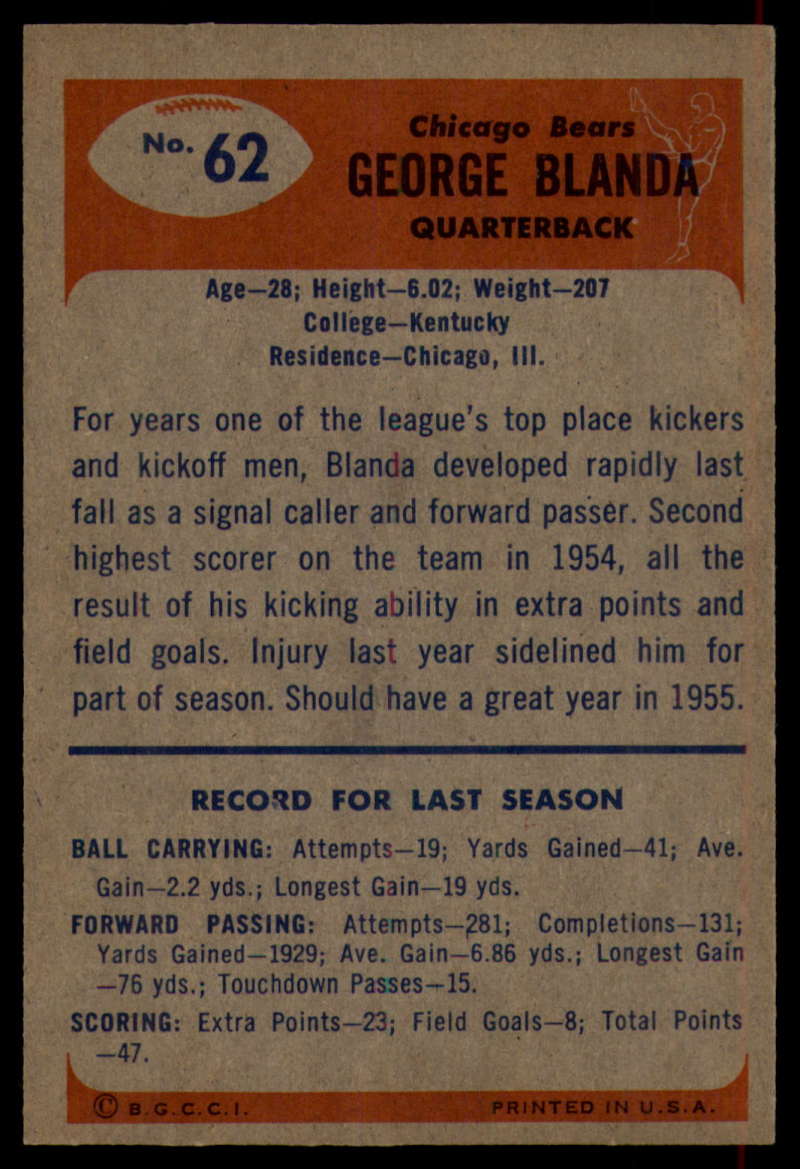 No. 62
Chicago Bears
GEORGE BLANDA
QUARTERBACK
Age—28; Height—6.02; Weight—207
College—Kentucky
Residence—Chicago, Ill.
For years one of the league's top place kickers
and kickoff men, Blanda developed rapidly last
fall as a signal caller and forward passer. Second
highest scorer on the team in 1954, all the
result of his kicking ability in extra points and
field goals. Injury last year sidelined him for
part of season. Should have a great year in 1955.
RECORD FOR LAST SEASON
BALL CARRYING: Attempts—19; Yards Gained—41; Ave.
Gain—2.2 yds.; Longest Gain—19 yds.
FORWARD PASSING: Attempts—281; Completions—131;
Yards Gained—1929; Ave. Gain—6.86 yds.; Longest Gain
—76 yds.; Touchdown Passes—15.
SCORING: Extra Points—23; Field Goals—8; Total Points
—47.
© B.G.C.C.I. PRINTED IN U.S.A.